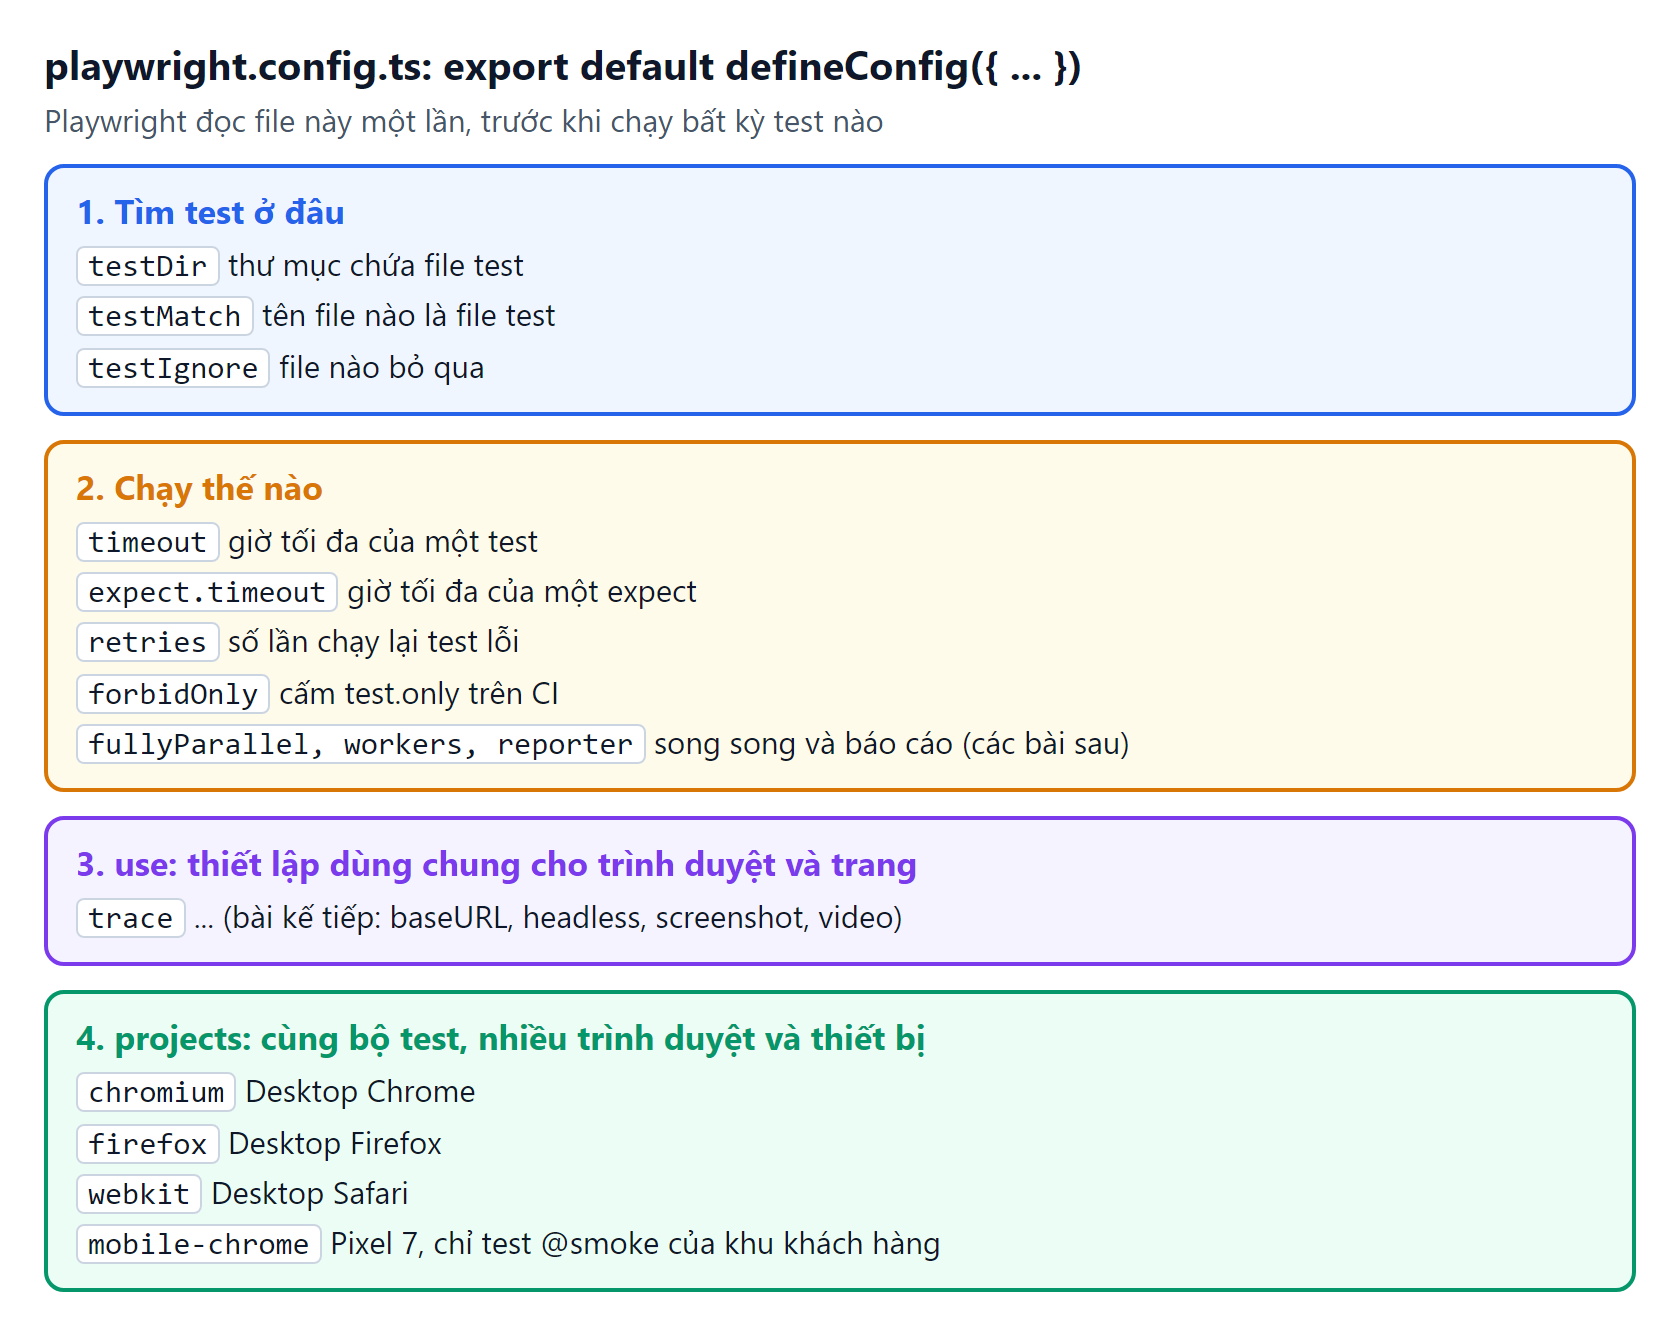 playwright.config.ts: export default defineConfig({ ... })
Playwright đọc file này một lần, trước khi chạy bất kỳ test nào
1. Tìm test ở đâu
testDir thư mục chứa file test
testMatch tên file nào là file test
testIgnore file nào bỏ qua
2. Chạy thế nào
timeout giờ tối đa của một test
expect.timeout giờ tối đa của một expect
retries số lần chạy lại test lỗi
forbidOnly cấm test.only trên CI
fullyParallel, workers, reporter song song và báo cáo (các bài sau)
3. use: thiết lập dùng chung cho trình duyệt và trang
trace ... (bài kế tiếp: baseURL, headless, screenshot, video)
4. projects: cùng bộ test, nhiều trình duyệt và thiết bị
chromium Desktop Chrome
firefox Desktop Firefox
webkit Desktop Safari
mobile-chrome Pixel 7, chỉ test @smoke của khu khách hàng